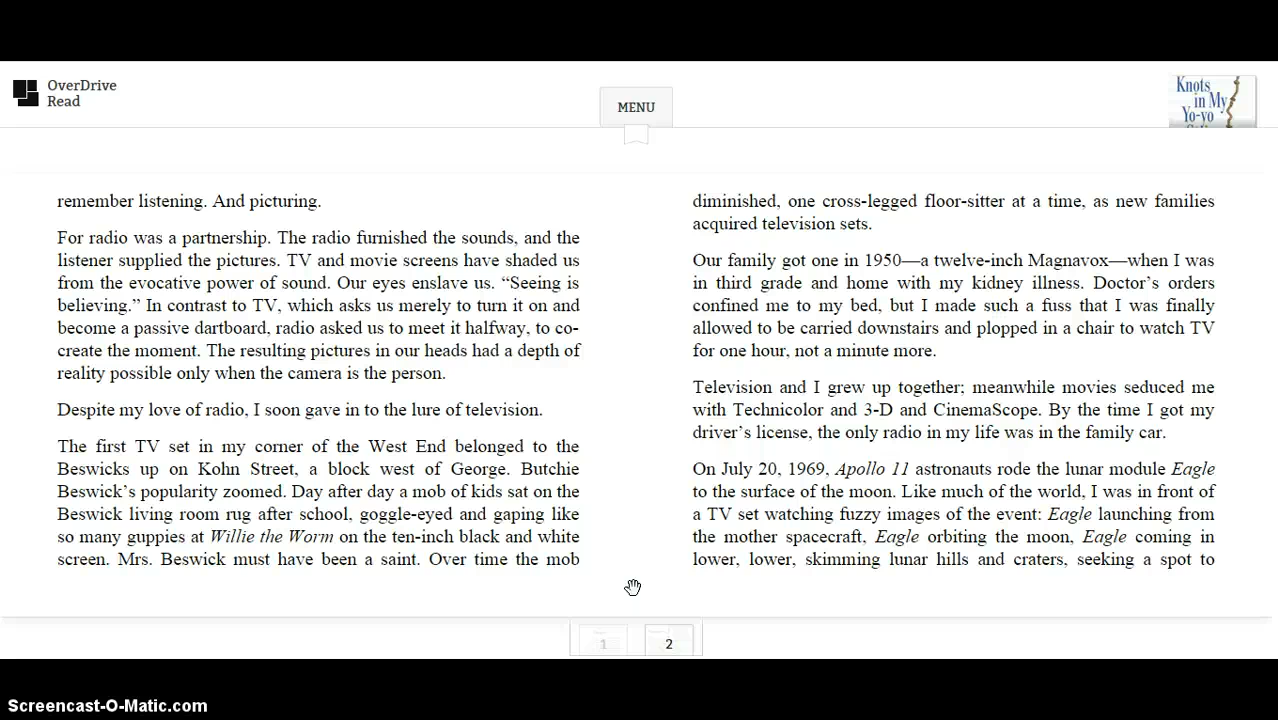 OverDrive
Read
MENU
Knots
in My
Yo-yo
remember listening. And picturing.
For radio was a partnership. The radio furnished the sounds, and the
listener supplied the pictures. TV and movie screens have shaded us
from the evocative power of sound. Our eyes enslave us. “Seeing is
believing.” In contrast to TV, which asks us merely to turn it on and
become a passive dartboard, radio asked us to meet it halfway, to co-
create the moment. The resulting pictures in our heads had a depth of
reality possible only when the camera is the person.
Despite my love of radio, I soon gave in to the lure of television.
The first TV set in my corner of the West End belonged to the
Beswicks up on Kohn Street, a block west of George. Butchie
Beswick’s popularity zoomed. Day after day a mob of kids sat on the
Beswick living room rug after school, goggle-eyed and gaping like
so many guppies at Willie the Worm on the ten-inch black and white
screen. Mrs. Beswick must have been a saint. Over time the mob
diminished, one cross-legged floor-sitter at a time, as new families
acquired television sets.
Our family got one in 1950—a twelve-inch Magnavox—when I was
in third grade and home with my kidney illness. Doctor’s orders
confined me to my bed, but I made such a fuss that I was finally
allowed to be carried downstairs and plopped in a chair to watch TV
for one hour, not a minute more.
Television and I grew up together; meanwhile movies seduced me
with Technicolor and 3-D and CinemaScope. By the time I got my
driver’s license, the only radio in my life was in the family car.
On July 20, 1969, Apollo 11 astronauts rode the lunar module Eagle
to the surface of the moon. Like much of the world, I was in front of
a TV set watching fuzzy images of the event: Eagle launching from
the mother spacecraft, Eagle orbiting the moon, Eagle coming in
lower, lower, skimming lunar hills and craters, seeking a spot to
1
2
Screencast-O-Matic.com